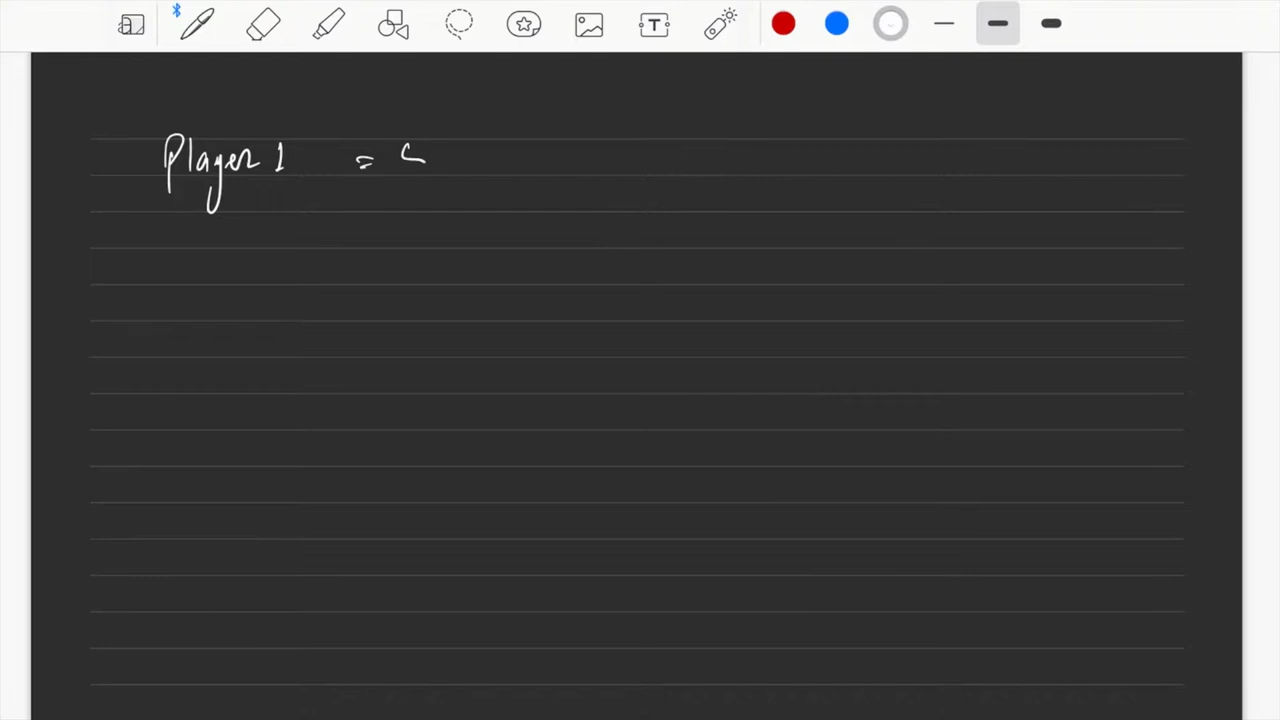 Player 1 =